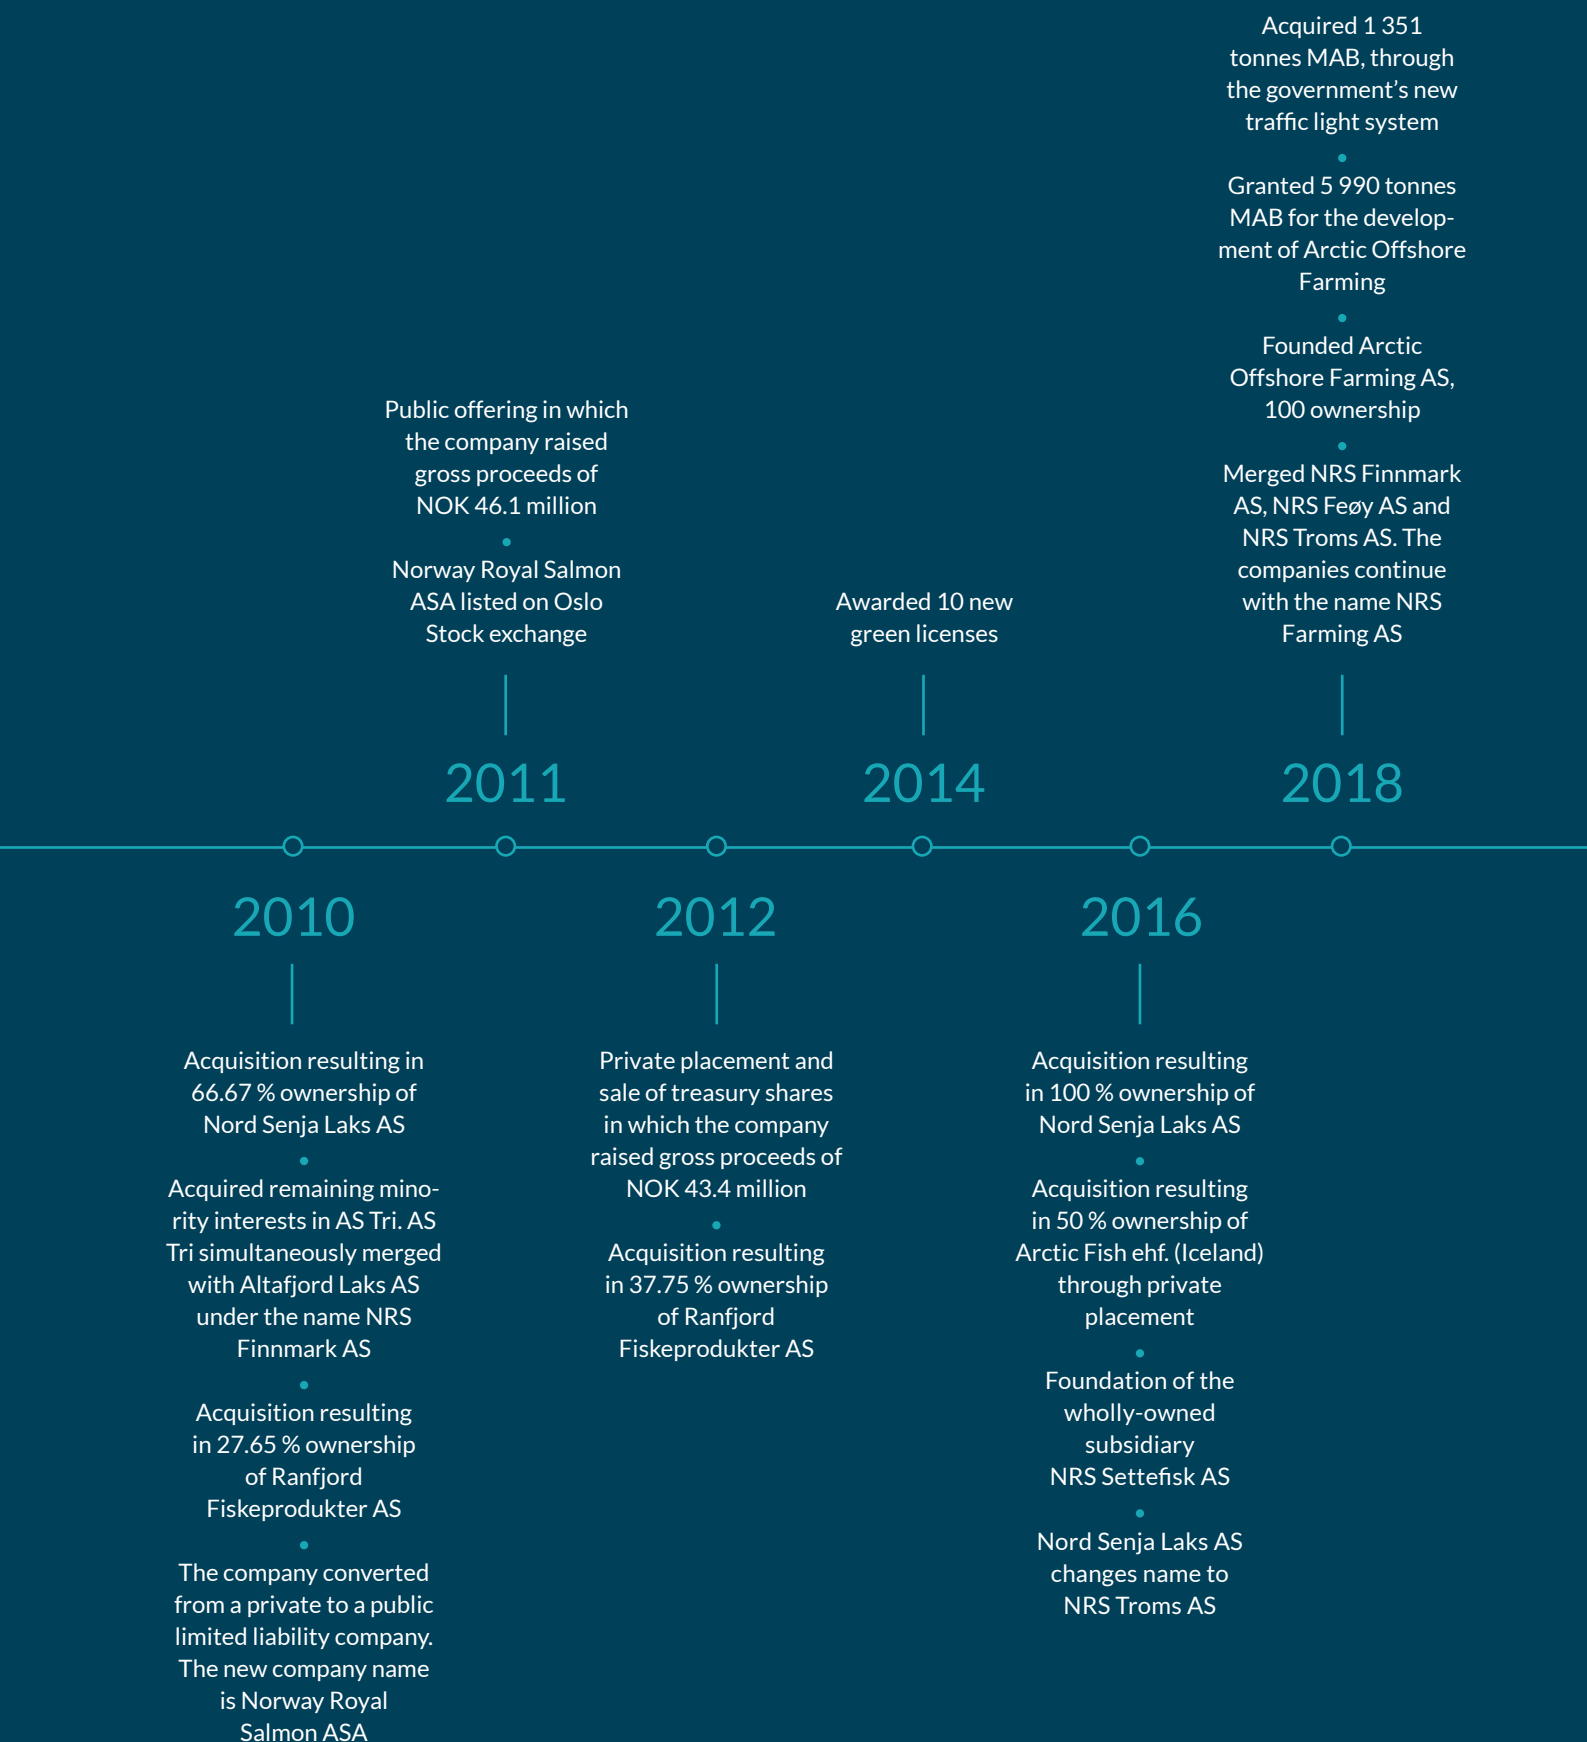 Acquired 1 351
tonnes MAB, through
the government’s new
traffic light system
•
Granted 5 990 tonnes
MAB for the develop-
ment of Arctic Offshore
Farming
•
Founded Arctic
Offshore Farming AS,
100 ownership
•
Merged NRS Finnmark
AS, NRS Feøy AS and
NRS Troms AS. The
companies continue
with the name NRS
Farming AS
Public offering in which
the company raised
gross proceeds of
NOK 46.1 million
•
Norway Royal Salmon
ASA listed on Oslo
Stock exchange
Awarded 10 new
green licenses
2011
2014
2018
2010
2012
2016
Acquisition resulting in
66.67 % ownership of
Nord Senja Laks AS
•
Acquired remaining mino-
rity interests in AS Tri. AS
Tri simultaneously merged
with Altafjord Laks AS
under the name NRS
Finnmark AS
•
Acquisition resulting
in 27.65 % ownership
of Ranfjord
Fiskeprodukter AS
•
The company converted
from a private to a public
limited liability company.
The new company name
is Norway Royal
Salmon ASA
Private placement and
sale of treasury shares
in which the company
raised gross proceeds of
NOK 43.4 million
•
Acquisition resulting
in 37.75 % ownership
of Ranfjord
Fiskeprodukter AS
Acquisition resulting
in 100 % ownership of
Nord Senja Laks AS
•
Acquisition resulting
in 50 % ownership of
Arctic Fish ehf. (Iceland)
through private
placement
•
Foundation of the
wholly-owned
subsidiary
NRS Settefisk AS
•
Nord Senja Laks AS
changes name to
NRS Troms AS